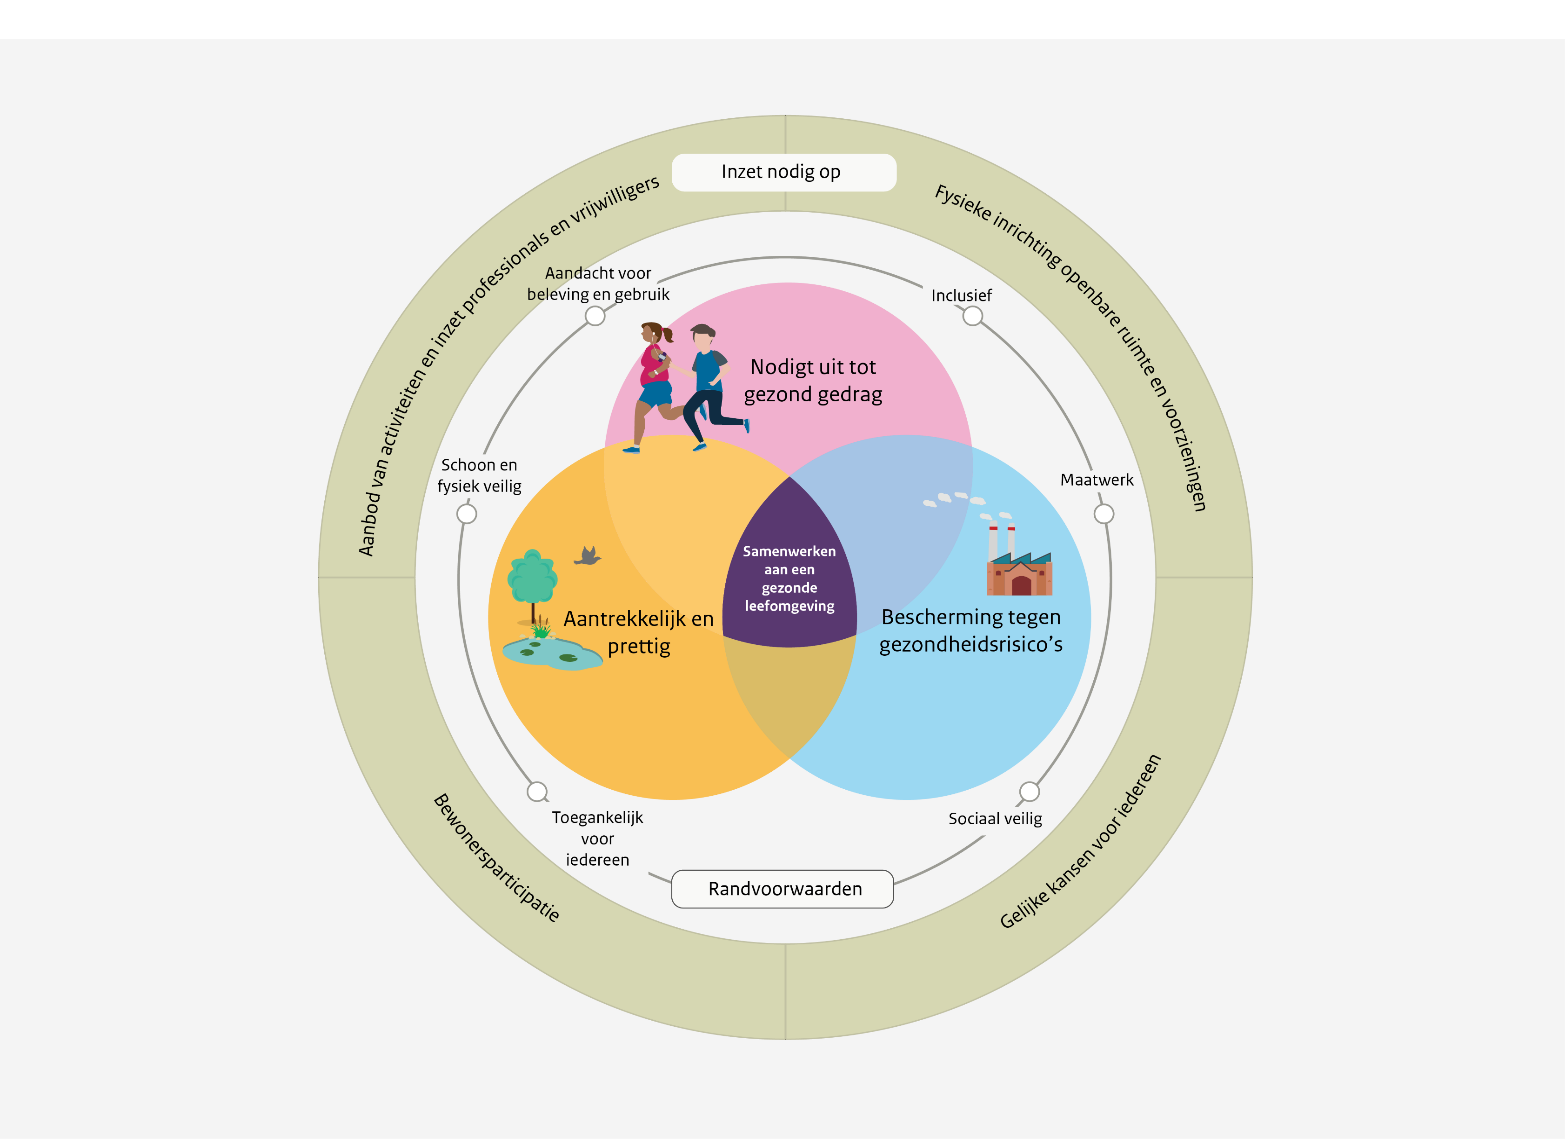 Inzet nodig op
Aanbod van activiteiten en inzet professionals en vrijwilligers
Fysieke inrichting openbare ruimte en voorzieningen
Aandacht voor
beleving en gebruik
Inclusief
Nodigt uit tot
gezond gedrag
Schoon en
fysiek veilig
Maatwerk
Samenwerken
aan een
gezonde
leefomgeving
Aantrekkelijk en
prettig
Bescherming tegen
gezondheidsrisico's
Toegankelijk
voor
iedereen
Sociaal veilig
Randvoorwaarden
Bewonersparticipatie
Gelijke kansen voor iedereen